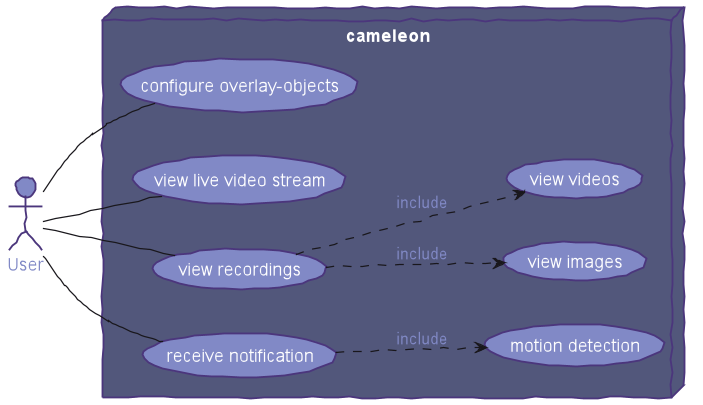 cameleon
configure overlay-objects
view live video stream
view videos
include
view recordings
include
view images
User
include
receive notification
motion detection